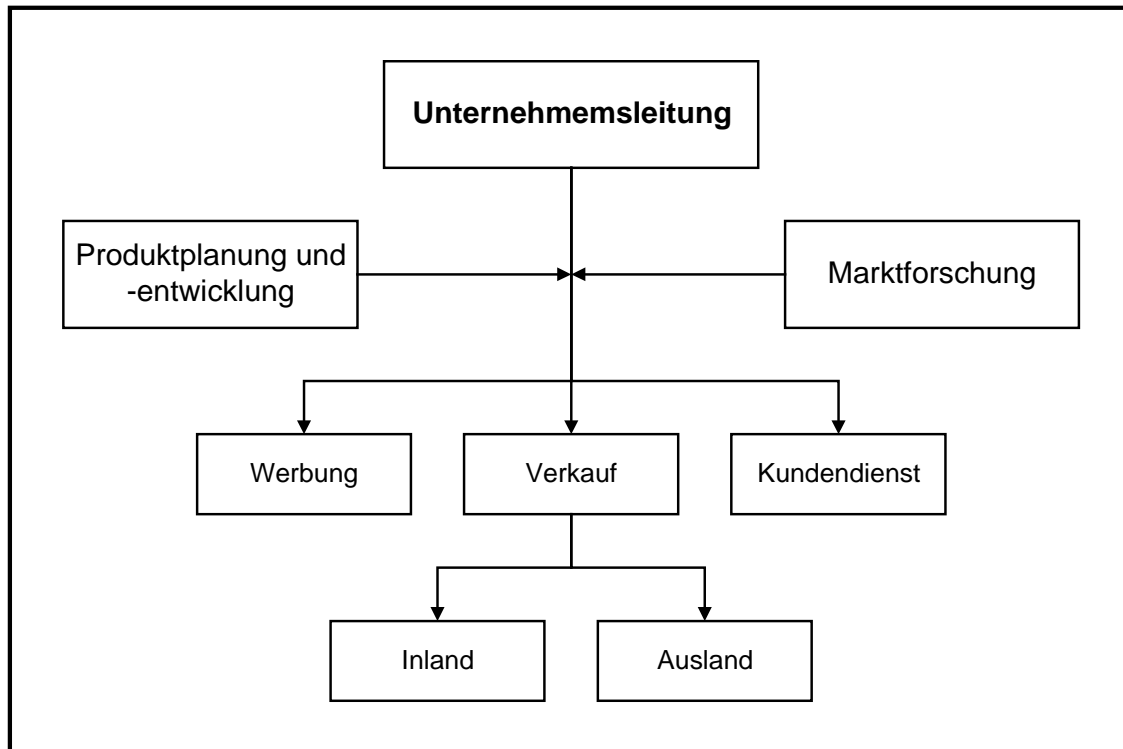 Unternehmemsleitung
Produktplanung und
-entwicklung
Marktforschung
Werbung
Verkauf
Kundendienst
Inland
Ausland